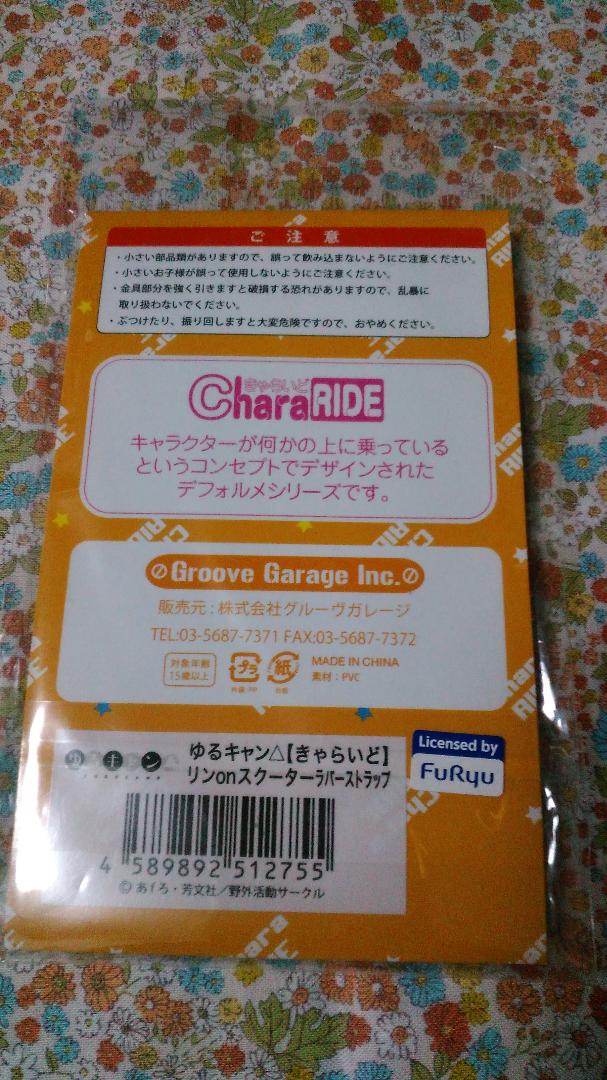 ご 注 意
・小さい部品類がありますので、誤って飲み込まないようにご注意ください。
・小さいお子様が誤って使用しないようにご注意ください。
・金具部分を強く引きますと破損する恐れがありますので、乱暴に
取り扱わないでください。
・ぶつけたり、振り回しますと大変危険ですので、おやめください。
きゃらいど
CharaRIDE
キャラクターが何かの上に乗っている
というコンセプトでデザインされた
デフォルメシリーズです。
Groove Garage Inc.
販売元：株式会社グルーヴガレージ
TEL:03-5687-7371 FAX:03-5687-7372
対象年齢
15歳以上
プラ
外装:PP
紙
台紙
MADE IN CHINA
素材：PVC
ゆるキャン△【きゃらいど】
リンonスクーターラバーストラップ
4 589892 512755
©あfろ・芳文社／野外活動サークル
Licensed by
FuRyu